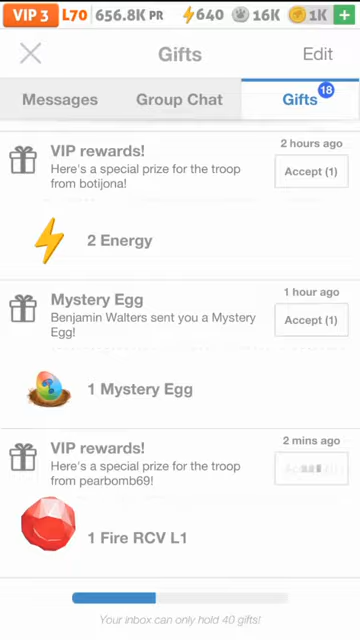 VIP 3 L70 656.8K PR 640 16K 1K +
Gifts Edit
Messages Group Chat Gifts 18
2 hours ago
VIP rewards!
Here's a special prize for the troop
from botijona!
Accept (1)
2 Energy
1 hour ago
Mystery Egg
Benjamin Walters sent you a Mystery
Egg!
Accept (1)
1 Mystery Egg
2 mins ago
VIP rewards!
Here's a special prize for the troop
from pearbomb69!
1 Fire RCV L1
Your inbox can only hold 40 gifts!